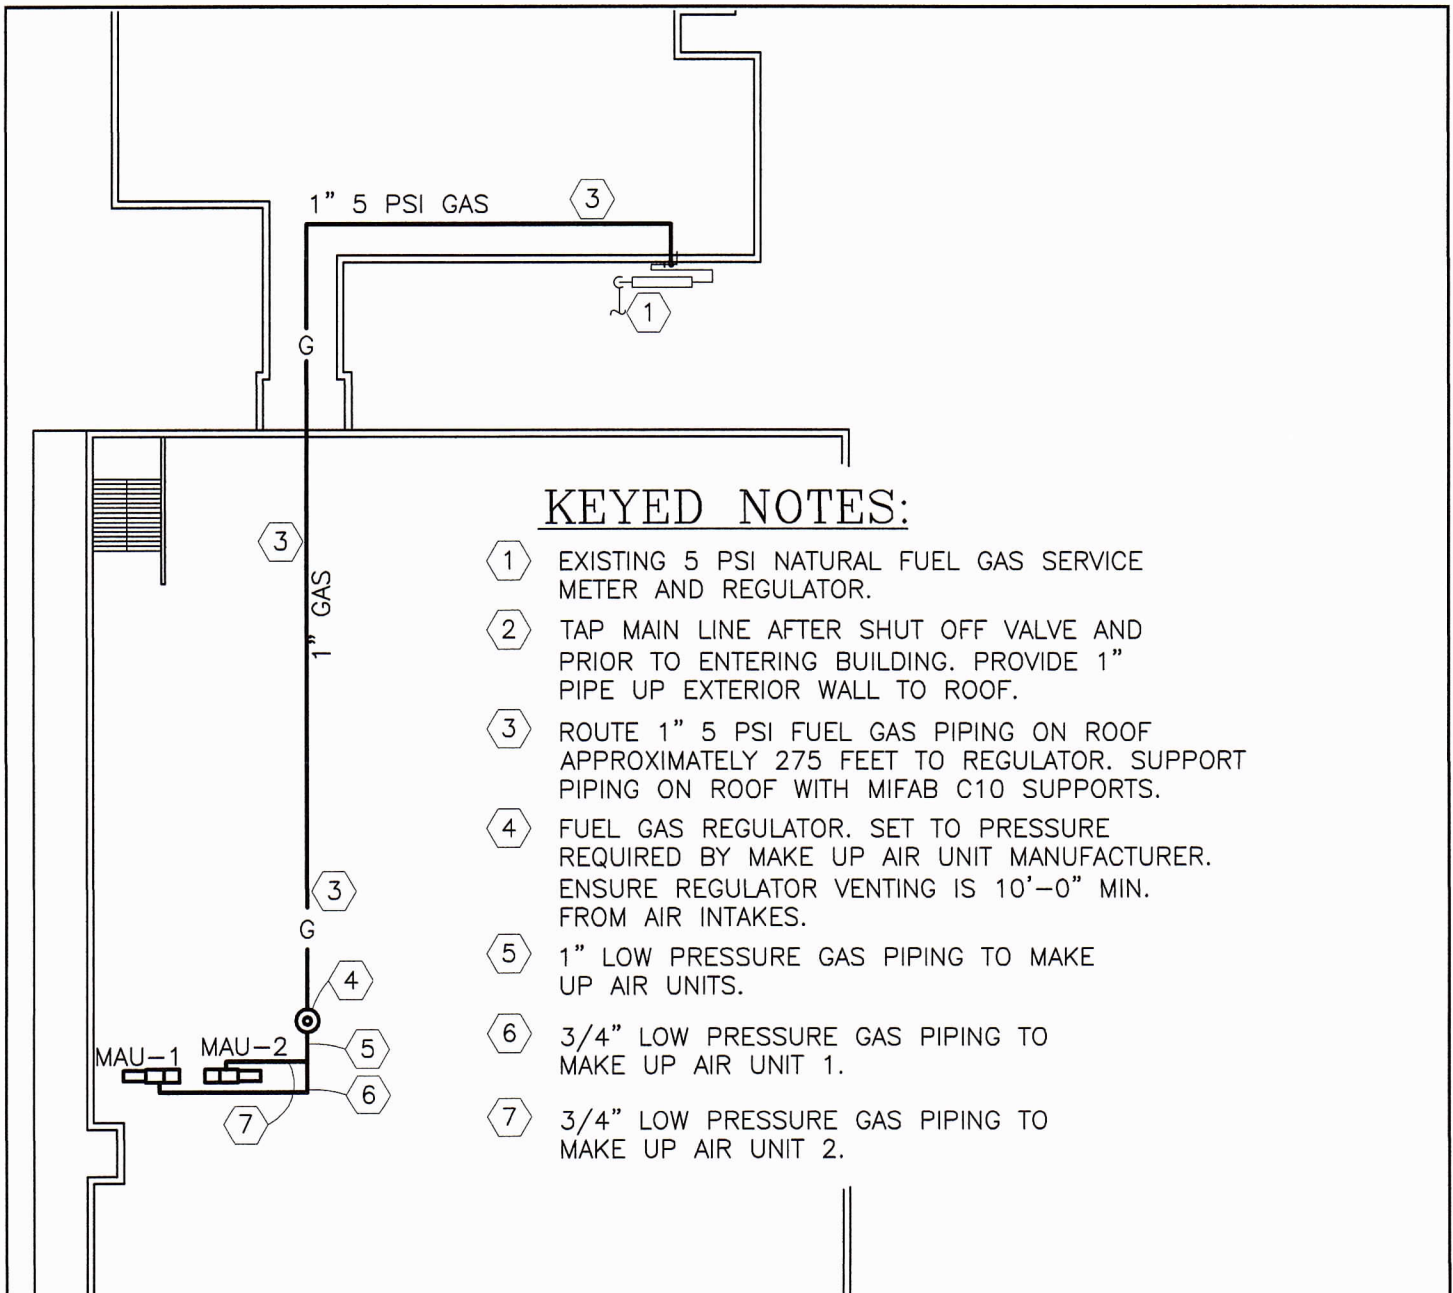 1" 5 PSI GAS
3
1
G
KEYED NOTES:
3
1" GAS
1 EXISTING 5 PSI NATURAL FUEL GAS SERVICE
METER AND REGULATOR.
2 TAP MAIN LINE AFTER SHUT OFF VALVE AND
PRIOR TO ENTERING BUILDING. PROVIDE 1"
PIPE UP EXTERIOR WALL TO ROOF.
3 ROUTE 1" 5 PSI FUEL GAS PIPING ON ROOF
APPROXIMATELY 275 FEET TO REGULATOR. SUPPORT
PIPING ON ROOF WITH MIFAB C10 SUPPORTS.
4 FUEL GAS REGULATOR. SET TO PRESSURE
REQUIRED BY MAKE UP AIR UNIT MANUFACTURER.
ENSURE REGULATOR VENTING IS 10'-0" MIN.
FROM AIR INTAKES.
5 1" LOW PRESSURE GAS PIPING TO MAKE
UP AIR UNITS.
6 3/4" LOW PRESSURE GAS PIPING TO
MAKE UP AIR UNIT 1.
7 3/4" LOW PRESSURE GAS PIPING TO
MAKE UP AIR UNIT 2.
3
G
4
MAU-1
MAU-2
5
6
7